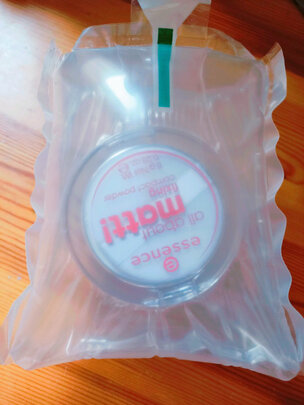 e
essence
all about
matt!
fixing
compact powder